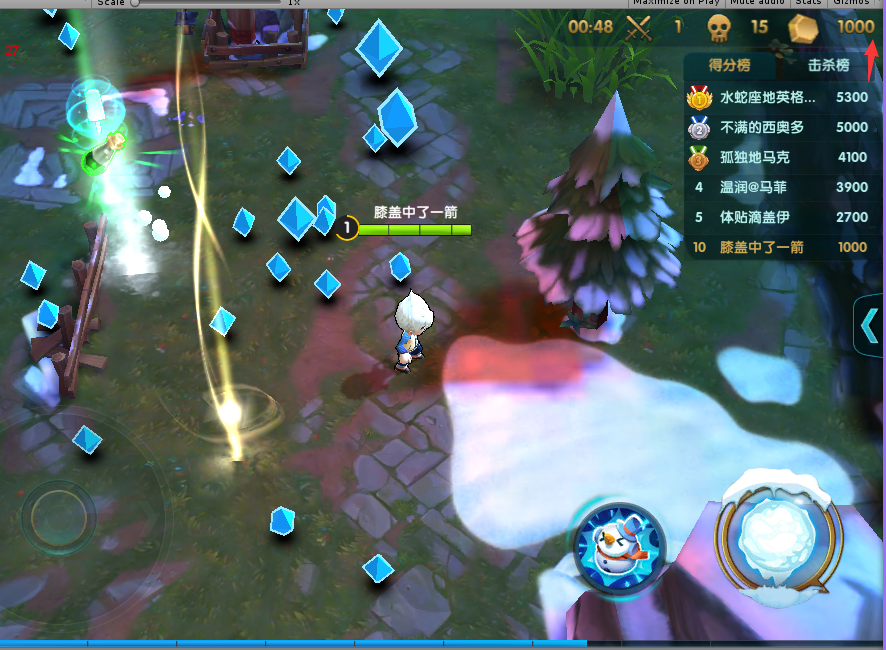 Scale 1x Maximize on Play Mute audio Stats Gizmos
27
00:48 1 15 1000
得分榜 击杀榜
1 水蛇座地英格... 5300
2 不满的西奥多 5000
3 孤独地马克 4100
4 温润@马菲 3900
5 体贴滴盖伊 2700
10 膝盖中了一箭 1000
膝盖中了一箭
1